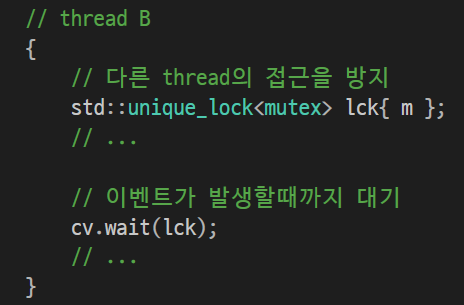 // thread B
{
// 다른 thread의 접근을 방지
std::unique_lock<mutex> lck{ m };
// ...
// 이벤트가 발생할때까지 대기
cv.wait(lck);
// ...
}